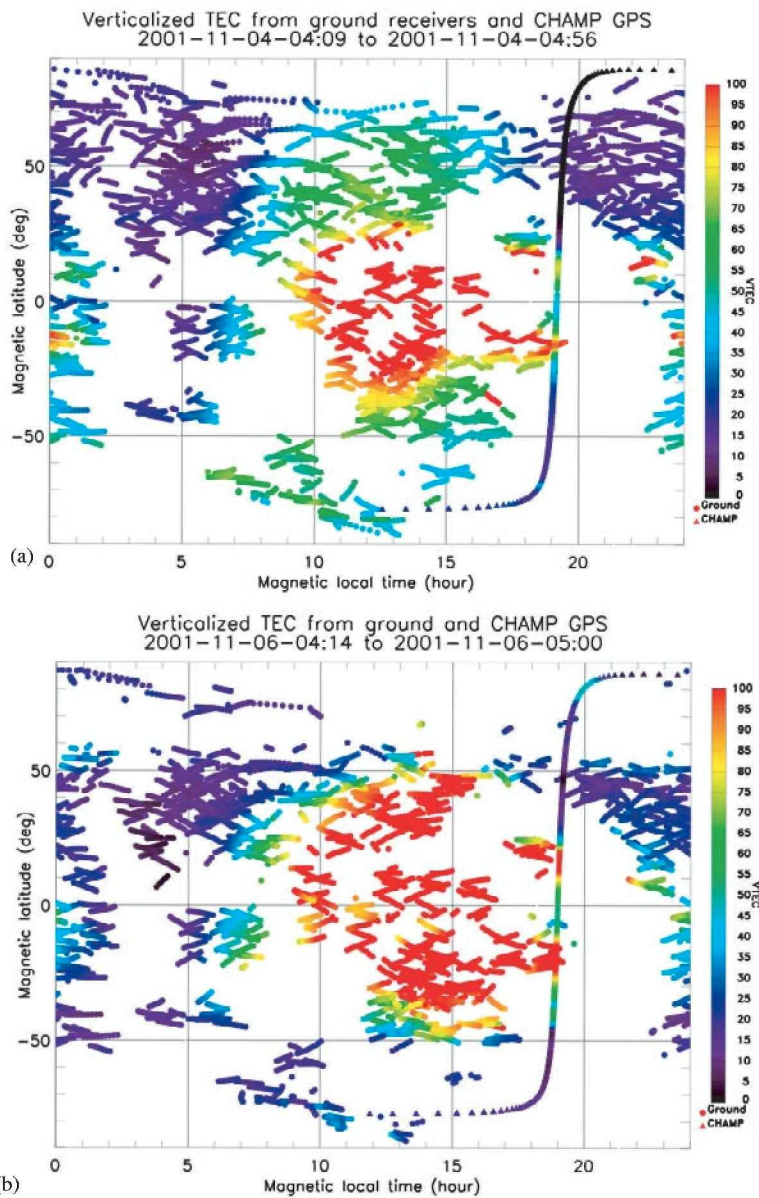 Verticalized TEC from ground receivers and CHAMP GPS
2001-11-04-04:09 to 2001-11-04-04:56
50
0
-50
Magnetic latitude (deg)
0 5 10 15 20
Magnetic local time (hour)
100
95
90
85
80
75
70
65
60
55
50
45
40
35
30
25
20
15
10
5
0
VTEC
Ground
CHAMP
(a)
Verticalized TEC from ground and CHAMP GPS
2001-11-06-04:14 to 2001-11-06-05:00
50
0
-50
Magnetic latitude (deg)
0 5 10 15 20
Magnetic local time (hour)
100
95
90
85
80
75
70
65
60
55
50
45
40
35
30
25
20
15
10
5
0
VTEC
Ground
CHAMP
(b)